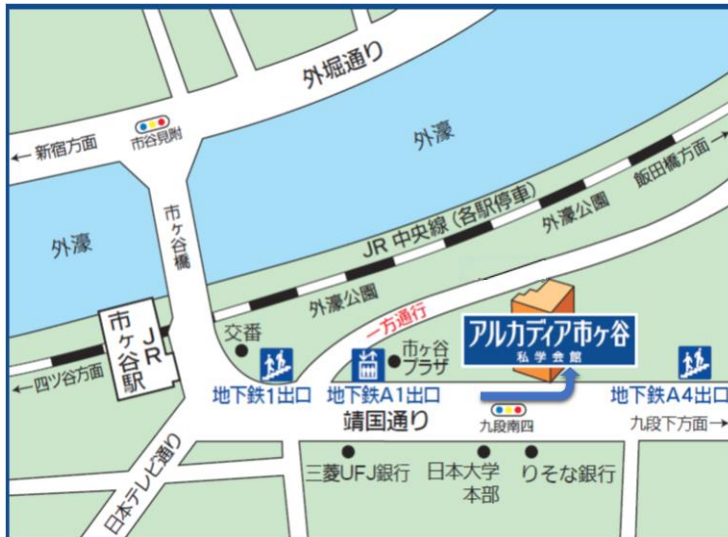 外堀通り
←新宿方面
市谷見附
外濠
飯田橋方面→
外濠
市ヶ谷橋
JR 中央線（各駅停車）
外濠公園
外濠公園
JR
市ヶ谷駅
交番
一方通行
市ヶ谷
プラザ
アルカディア市ヶ谷
私学会館
←四ツ谷方面
地下鉄1出口
地下鉄A1出口
地下鉄A4出口
靖国通り
九段南四
九段下方面→
日本テレビ通り
三菱UFJ銀行
日本大学
本部
りそな銀行